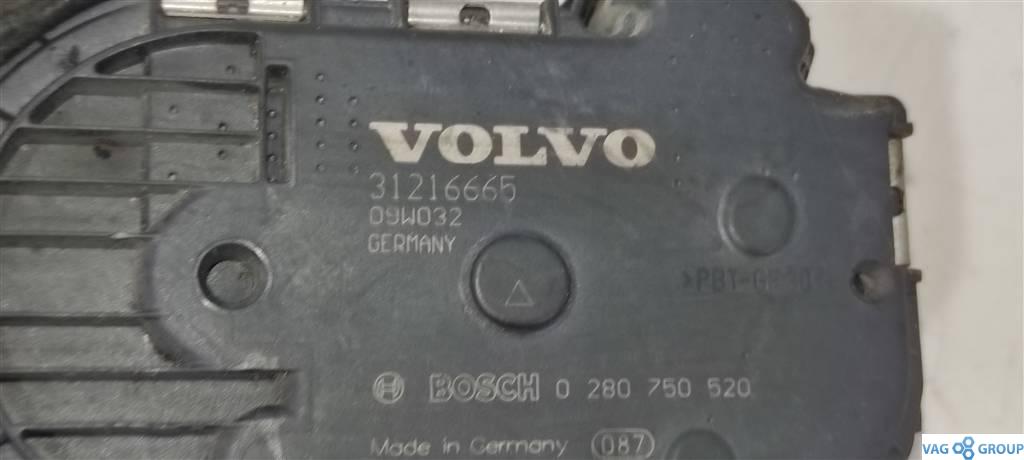 VOLVO
31216665
09W032
GERMANY
BOSCH 0 280 750 520
Made in Germany 087
VAG GROUP